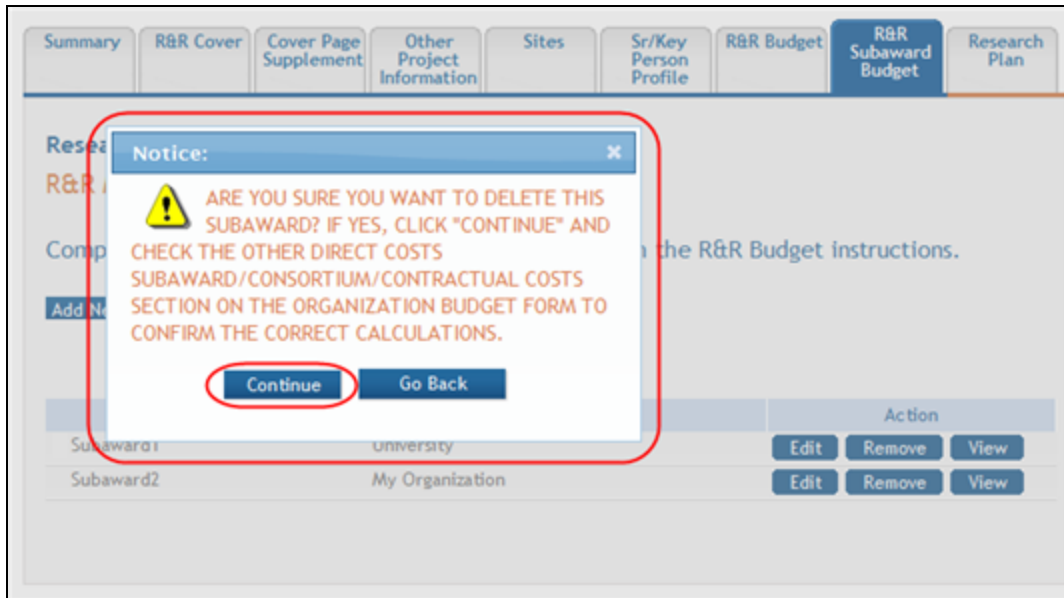 Summary
R&R Cover
Cover Page
Supplement
Other
Project
Information
Sites
Sr/Key
Person
Profile
R&R Budget
R&R
Subaward
Budget
Research
Plan
Notice:
R&R
ARE YOU SURE YOU WANT TO DELETE THIS
SUBAWARD? IF YES, CLICK "CONTINUE" AND
CHECK THE OTHER DIRECT COSTS
SUBAWARD/CONSORTIUM/CONTRACTUAL COSTS
SECTION ON THE ORGANIZATION BUDGET FORM TO
CONFIRM THE CORRECT CALCULATIONS.
the R&R Budget instructions.
Continue
Go Back
Action
Subaward1 University Edit Remove View
Subaward2 My Organization Edit Remove View